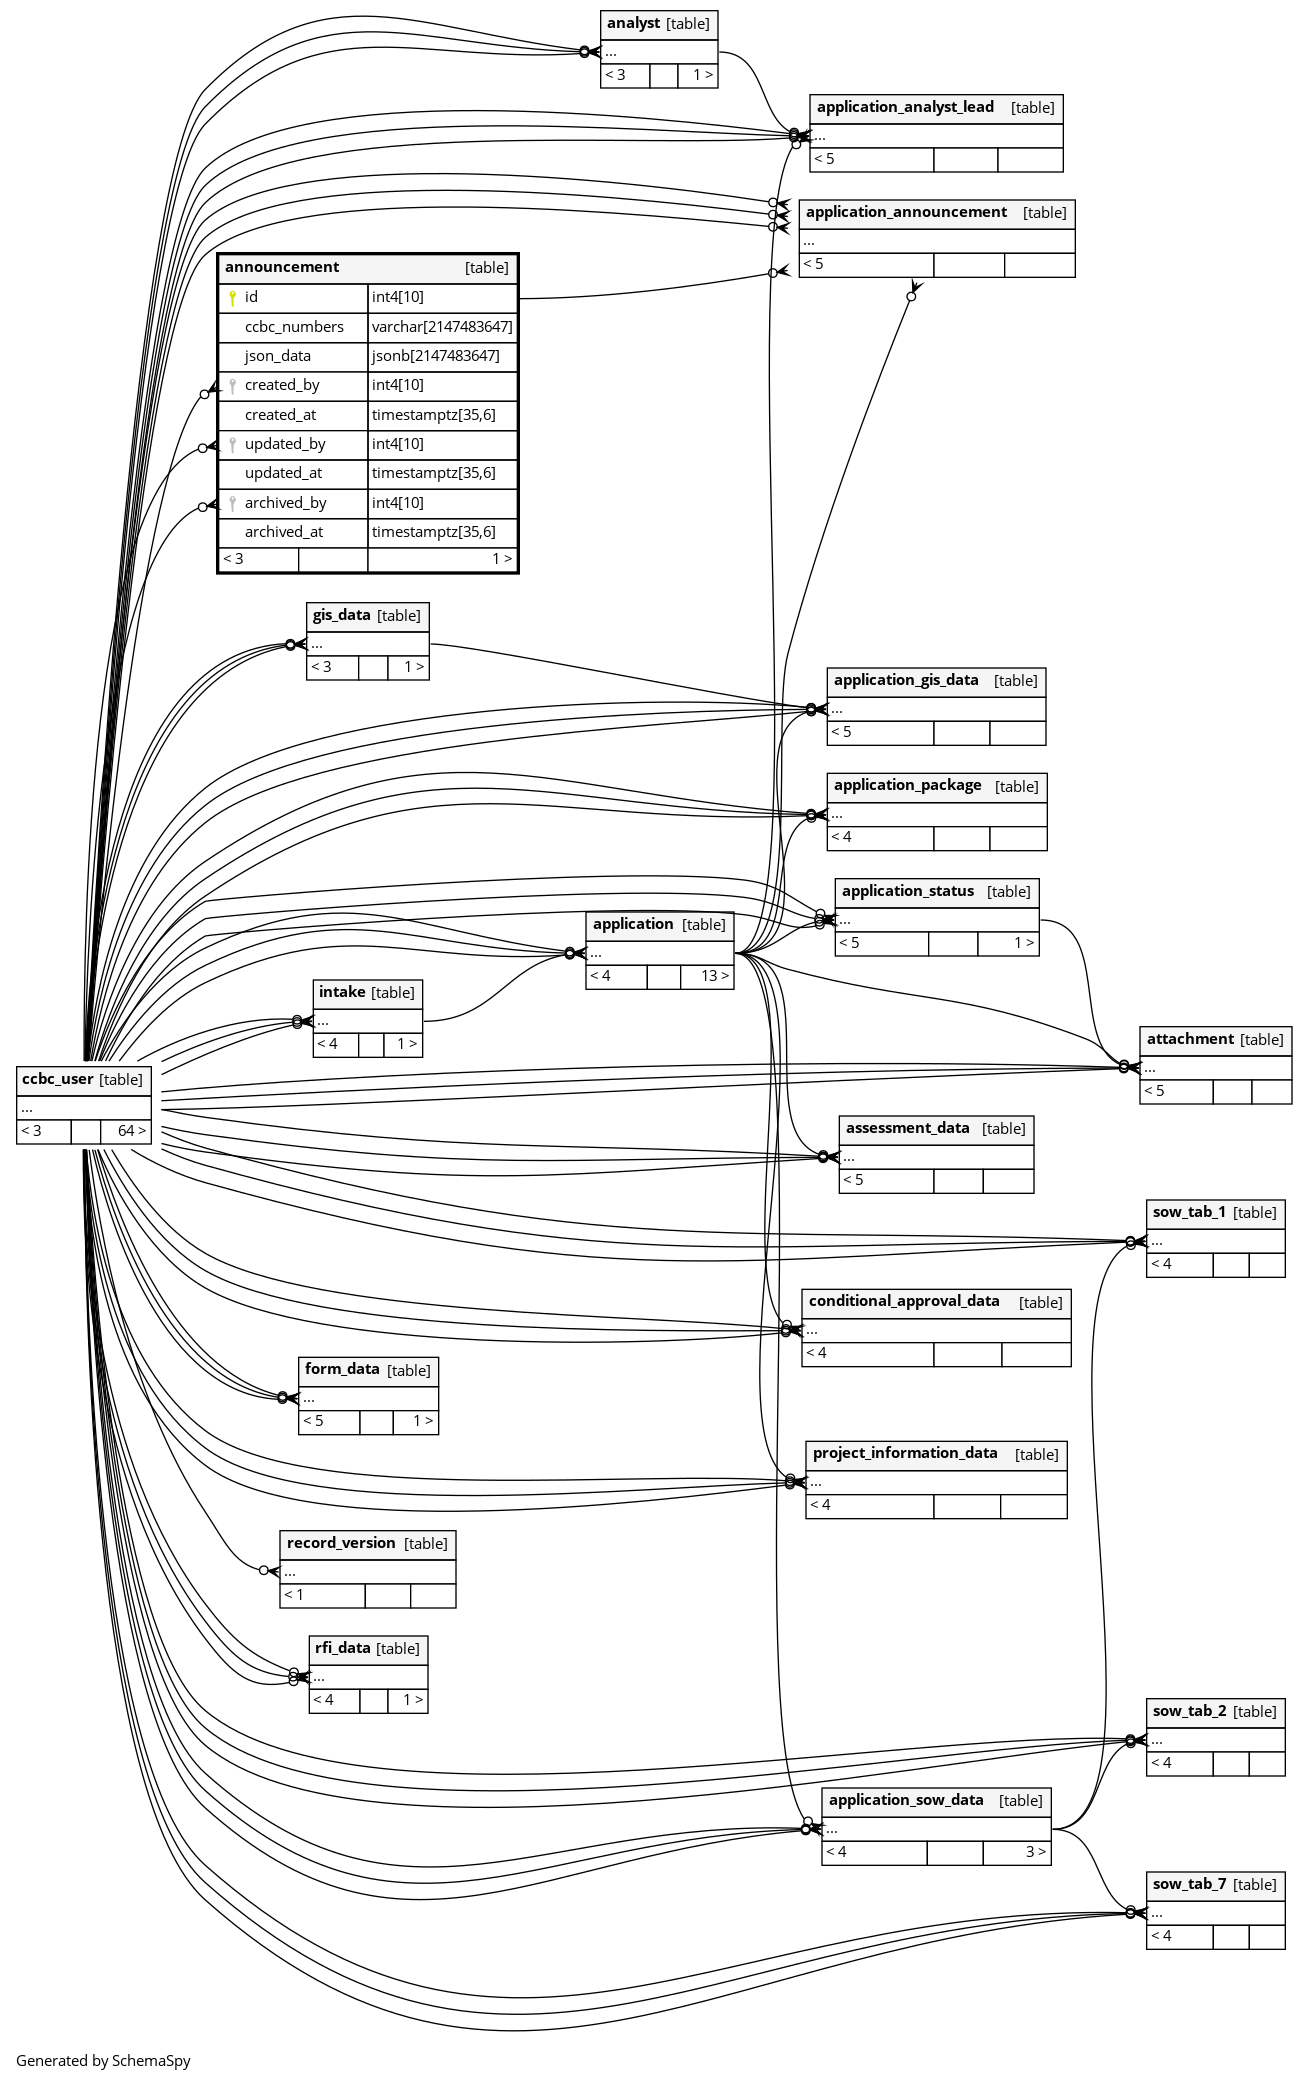 analyst [table]
...
< 3 1 >
application_analyst_lead [table]
...
< 5
application_announcement [table]
...
< 5
announcement [table]
id int4[10]
ccbc_numbers varchar[2147483647]
json_data jsonb[2147483647]
created_by int4[10]
created_at timestamptz[35,6]
updated_by int4[10]
updated_at timestamptz[35,6]
archived_by int4[10]
archived_at timestamptz[35,6]
< 3 1 >
gis_data [table]
...
< 3 1 >
application_gis_data [table]
...
< 5
application_package [table]
...
< 4
application_status [table]
...
< 5 1 >
application [table]
...
< 4 13 >
intake [table]
...
< 4 1 >
attachment [table]
...
< 5
ccbc_user [table]
...
< 3 64 >
assessment_data [table]
...
< 5
sow_tab_1 [table]
...
< 4
conditional_approval_data [table]
...
< 4
form_data [table]
...
< 5 1 >
project_information_data [table]
...
< 4
record_version [table]
...
< 1
rfi_data [table]
...
< 4 1 >
sow_tab_2 [table]
...
< 4
application_sow_data [table]
...
< 4 3 >
sow_tab_7 [table]
...
< 4
Generated by SchemaSpy